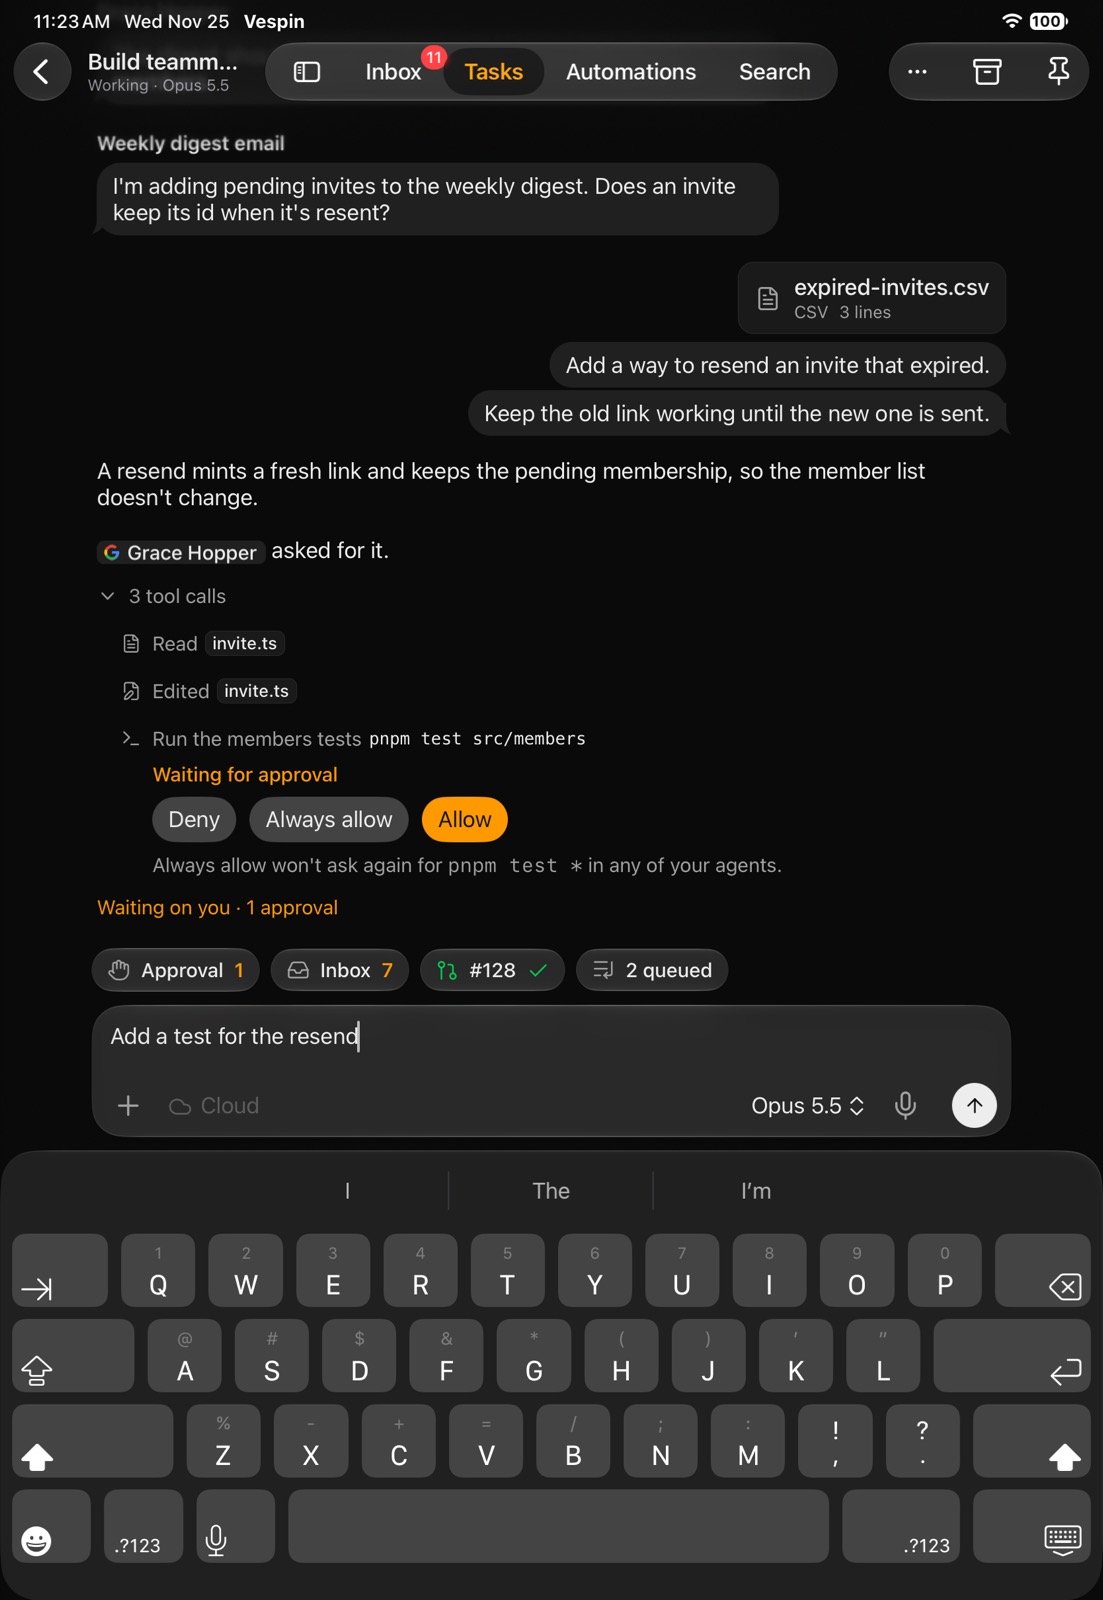 11:23 AM Wed Nov 25 Vespin
100
Build teamm...
Working · Opus 5.5
Inbox
11
Tasks
Automations
Search
Weekly digest email
I'm adding pending invites to the weekly digest. Does an invite
keep its id when it's resent?
expired-invites.csv
CSV 3 lines
Add a way to resend an invite that expired.
Keep the old link working until the new one is sent.
A resend mints a fresh link and keeps the pending membership, so the member list
doesn't change.
Grace Hopper asked for it.
3 tool calls
Read invite.ts
Edited invite.ts
Run the members tests pnpm test src/members
Waiting for approval
Deny
Always allow
Allow
Always allow won't ask again for pnpm test * in any of your agents.
Waiting on you · 1 approval
Approval 1
Inbox 7
#128
2 queued
Add a test for the resend
Cloud
Opus 5.5
I
The
I'm
1 2 3 4 5 6 7 8 9 0
Q W E R T Y U I O P
@ # $ & * ( ) ' "
A S D F G H J K L
% - + = / ; : ! ?
Z X C V B N M , .
.?123
.?123